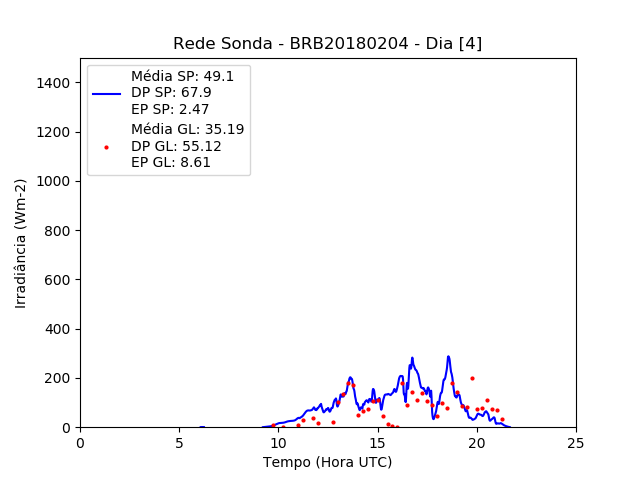 Rede Sonda - BRB20180204 - Dia [4]
Média SP: 49.1
DP SP: 67.9
EP SP: 2.47
Média GL: 35.19
DP GL: 55.12
EP GL: 8.61
Irradiância (Wm-2)
1400
1200
1000
800
600
400
200
0
0 5 10 15 20 25
Tempo (Hora UTC)